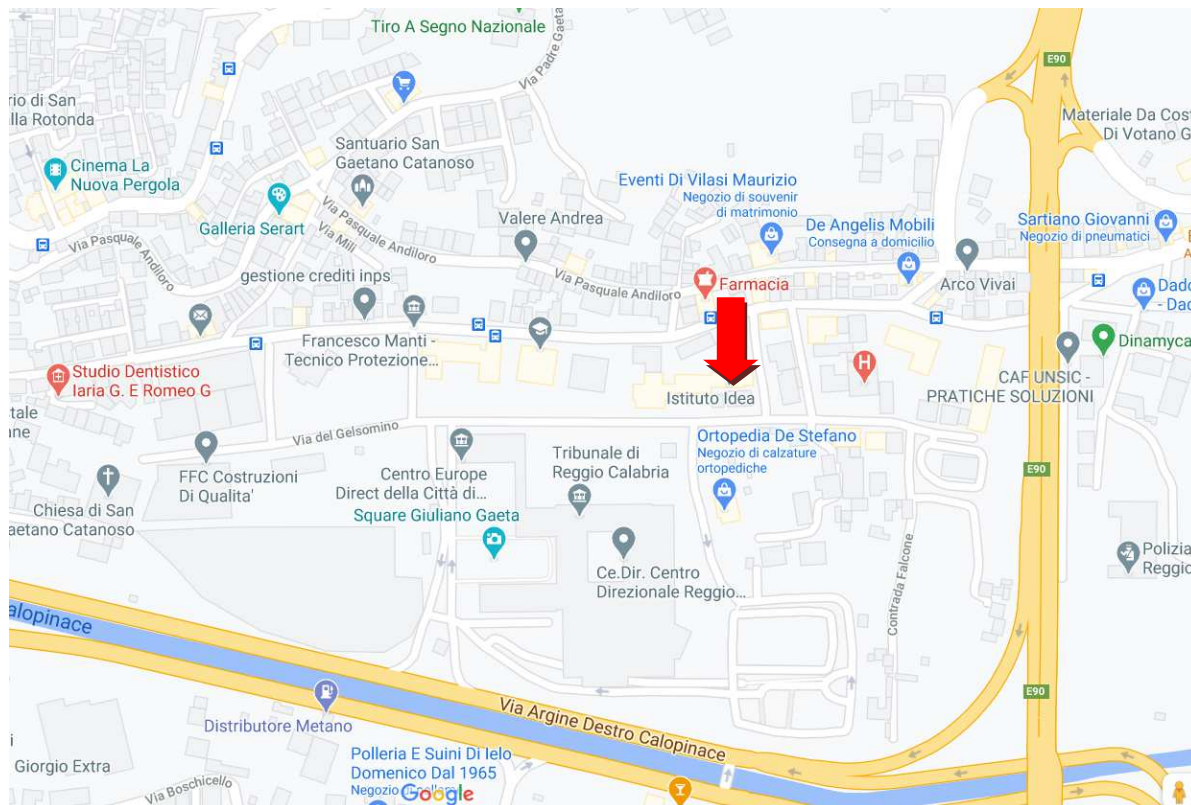 Tiro A Segno Nazionale
Via Padre Gaeta
E90
rio di San
lla Rotonda
Materiale Da Cost
Di Votano G
Santuario San
Gaetano Catanoso
Cinema La
Nuova Pergola
Eventi Di Vilasi Maurizio
Negozio di souvenir
di matrimonio
Galleria Serart
Via Mili
Via Pasquale Andiloro
Valere Andrea
De Angelis Mobili
Consegna a domicilio
Sartiano Giovanni
Negozio di pneumatici
Via Pasquale Andiloro
gestione crediti inps
Via Pasquale Andiloro
Farmacia
Arco Vivai
Dado
- Dad
Francesco Manti -
Tecnico Protezione...
Dinamyca
Studio Dentistico
Iaria G. E Romeo G
H
CAF UNSIC -
PRATICHE SOLUZIONI
Istituto Idea
stale
ane
Via del Gelsomino
Ortopedia De Stefano
Negozio di calzature
ortopediche
FFC Costruzioni
Di Qualita'
Centro Europe
Direct della Città di...
Tribunale di
Reggio Calabria
E90
Chiesa di San
aetano Catanoso
Square Giuliano Gaeta
Ce.Dir. Centro
Direzionale Reggio...
Polizia
Reggio
Contrada Falcone
alopinace
E90
Via Argine Destro Calopinace
Distributore Metano
i
Giorgio Extra
Polleria E Suini Di Ielo
Domenico Dal 1965
Via Boschicello
Google